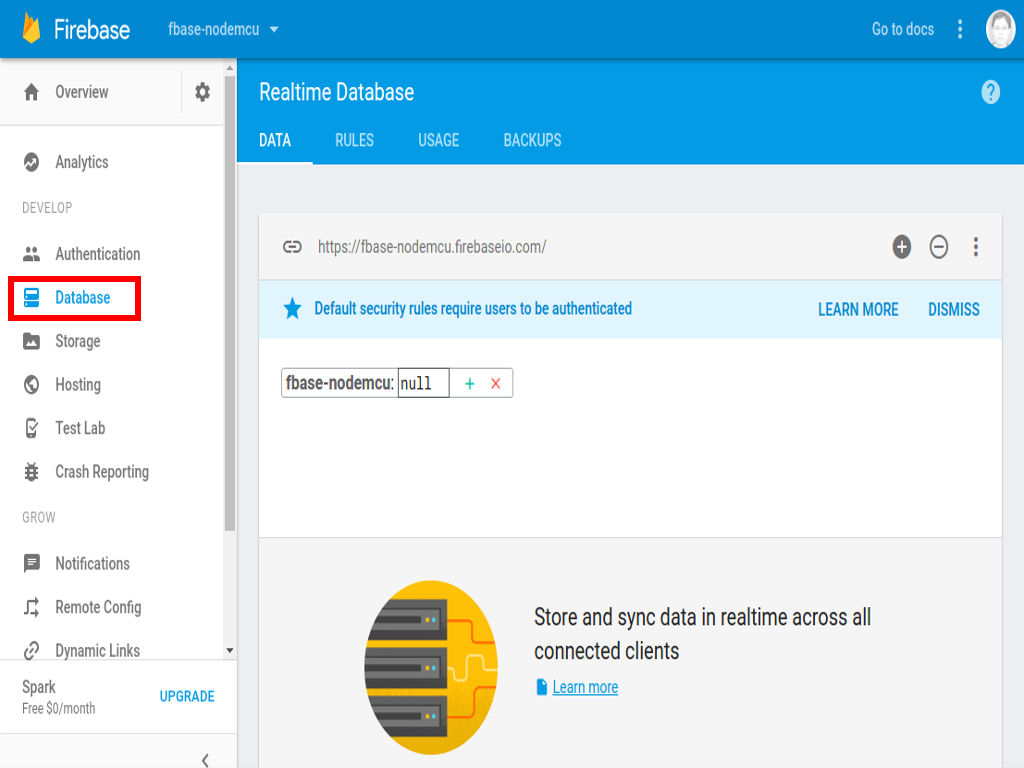 Firebase
fbase-nodemcu
Go to docs
Overview
Analytics
DEVELOP
Authentication
Database
Storage
Hosting
Test Lab
Crash Reporting
GROW
Notifications
Remote Config
Dynamic Links
Spark
Free $0/month
UPGRADE
Realtime Database
DATA RULES USAGE BACKUPS
https://fbase-nodemcu.firebaseio.com/
Default security rules require users to be authenticated LEARN MORE DISMISS
fbase-nodemcu: null
Store and sync data in realtime across all
connected clients
Learn more